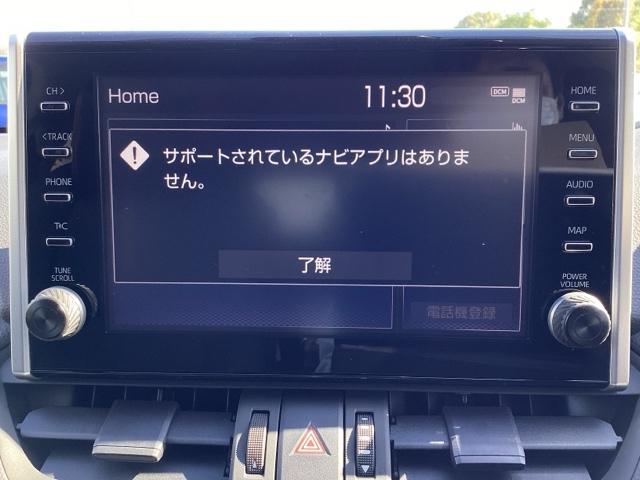 CH >
< TRACK
PHONE
TUNE
SCROLL
Home
11:30
DCM
DCM
サポートされているナビアプリはありま
せん。
了解
電話機登録
HOME
MENU
AUDIO
MAP
POWER
VOLUME